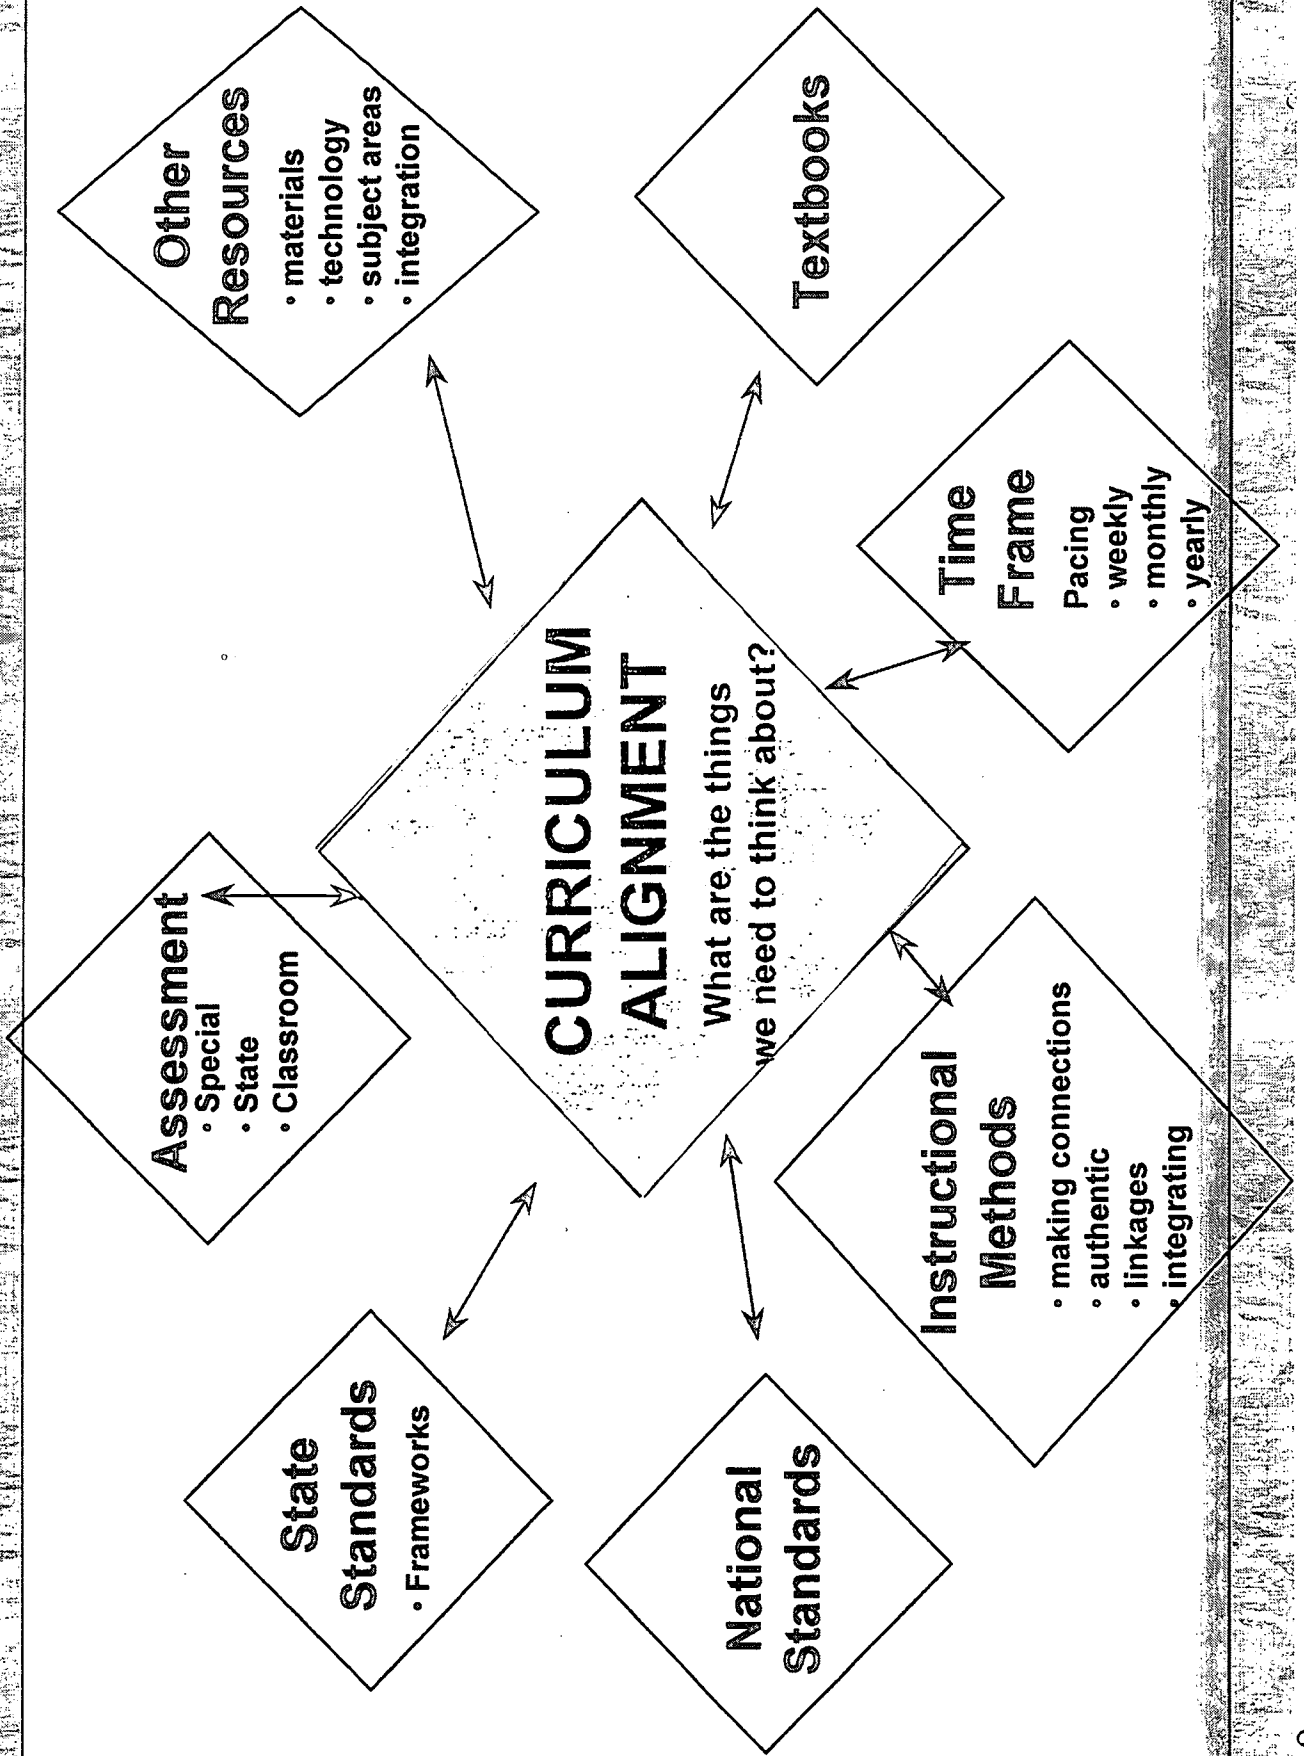 Assessment
• Special
• State
• Classroom
Other
Resources
• materials
• technology
• subject areas
• integration
State
Standards
• Frameworks
CURRICULUM
ALIGNMENT
What are the things
we need to think about?
Textbooks
National
Standards
Instructional
Methods
• making connections
• authentic
• linkages
• integrating
Time
Frame
Pacing
• weekly
• monthly
• yearly